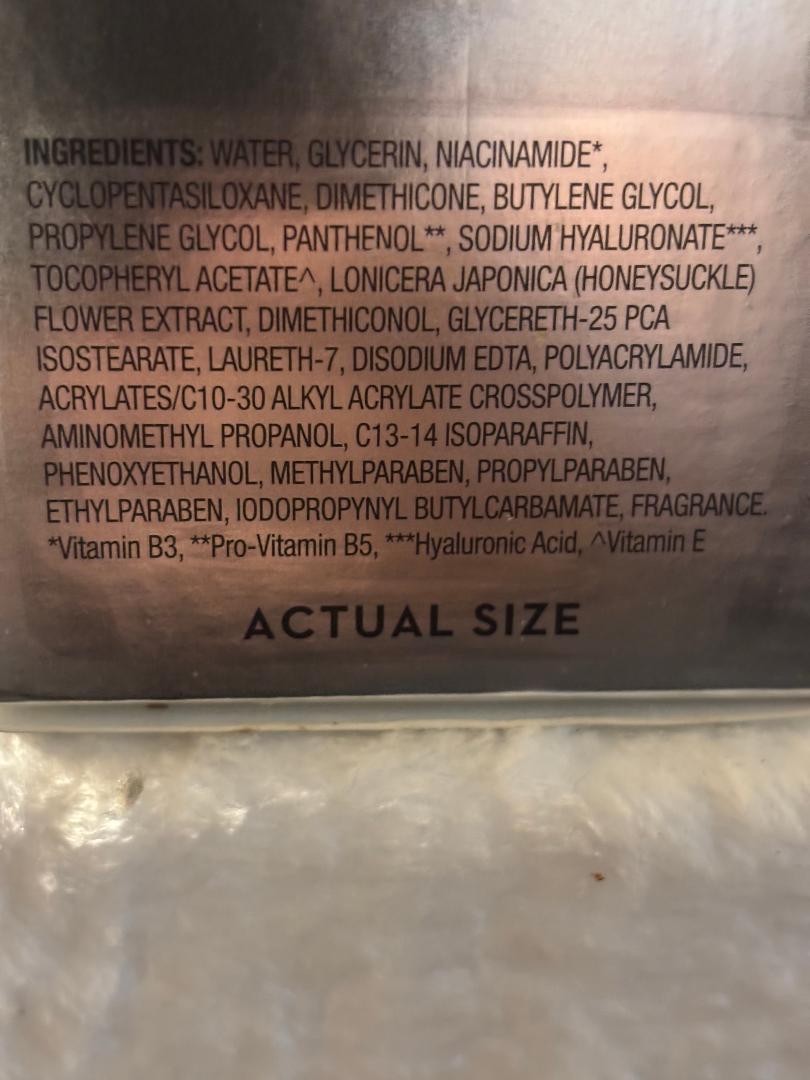 INGREDIENTS: WATER, GLYCERIN, NIACINAMIDE*,
CYCLOPENTASILOXANE, DIMETHICONE, BUTYLENE GLYCOL,
PROPYLENE GLYCOL, PANTHENOL**, SODIUM HYALURONATE***,
TOCOPHERYL ACETATE^, LONICERA JAPONICA (HONEYSUCKLE)
FLOWER EXTRACT, DIMETHICONOL, GLYCERETH-25 PCA
ISOSTEARATE, LAURETH-7, DISODIUM EDTA, POLYACRYLAMIDE,
ACRYLATES/C10-30 ALKYL ACRYLATE CROSSPOLYMER,
AMINOMETHYL PROPANOL, C13-14 ISOPARAFFIN,
PHENOXYETHANOL, METHYLPARABEN, PROPYLPARABEN,
ETHYLPARABEN, IODOPROPYNYL BUTYLCARBAMATE, FRAGRANCE.
*Vitamin B3, **Pro-Vitamin B5, ***Hyaluronic Acid, ^Vitamin E
ACTUAL SIZE